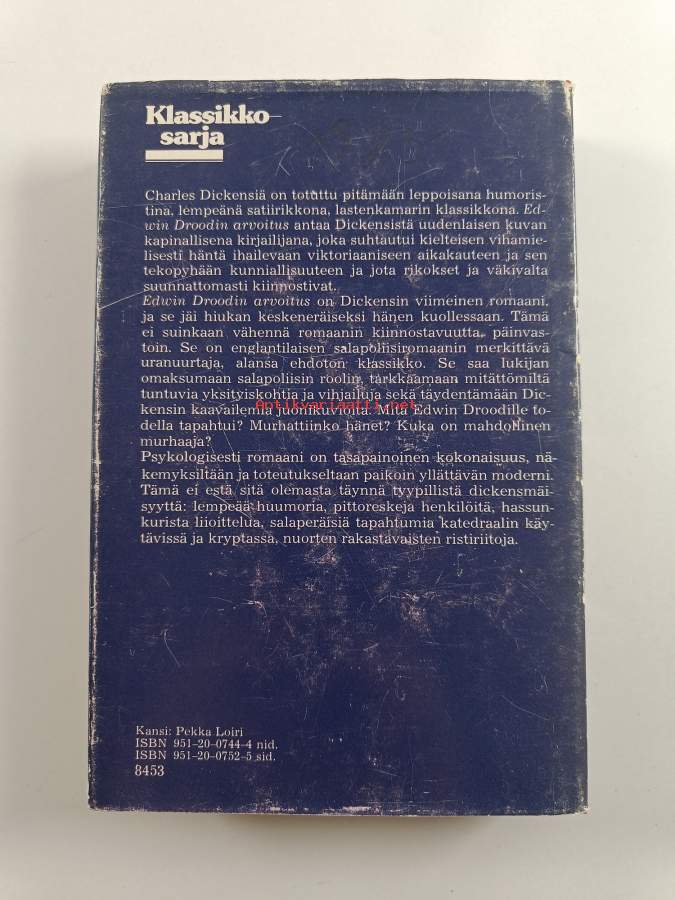 Klassikko-
sarja
Charles Dickensiä on totuttu pitämään leppoisana humoris-
tina, lempeänä satiirikkona, lastenkamarin klassikkona. Ed-
win Droodin arvoitus antaa Dickensistä uudenlaisen kuvan
kapinallisena kirjailijana, joka suhtautui kielteisen vihamie-
lisesti häntä ihailevaan viktoriaaniseen aikakauteen ja sen
tekopyhään kunniallisuuteen ja jota rikokset ja väkivalta
suunnattomasti kiinnostivat.
Edwin Droodin arvoitus on Dickensin viimeinen romaani,
ja se jäi hiukan keskeneräiseksi hänen kuollessaan. Tämä
ei suinkaan vähennä romaanin kiinnostavuutta, päinvas-
toin. Se on englantilaisen salapoliisiromaanin merkittävä
uranuurtaja, alansa ehdoton klassikko. Se saa lukijan
omaksumaan salapoliisin roolin, tarkkaamaan mitättömiltä
tuntuvia yksityiskohtia ja vihjailuja sekä täydentämään Dic-
kensin kaavailemia juonikuvioita. Mitä Edwin Droodille to-
della tapahtui? Murhattiinko hänet? Kuka on mahdollinen
murhaaja?
Psykologisesti romaani on tasapainoinen kokonaisuus, nä-
kemyksiltään ja toteutukseltaan paikoin yllättävän moderni.
Tämä ei estä sitä olemasta täynnä tyypillistä dickensmäi-
syyttä: lempeää huumoria, pittoreskeja henkilöitä, hassun-
kurista liioittelua, salaperäisiä tapahtumia katedraalin käy-
tävissä ja kryptassa, nuorten rakastavaisten ristiriitoja.
Antikvariaatti.net
Kansi: Pekka Loiri
ISBN 951-20-0744-4 nid.
ISBN 951-20-0752-5 sid.
8453